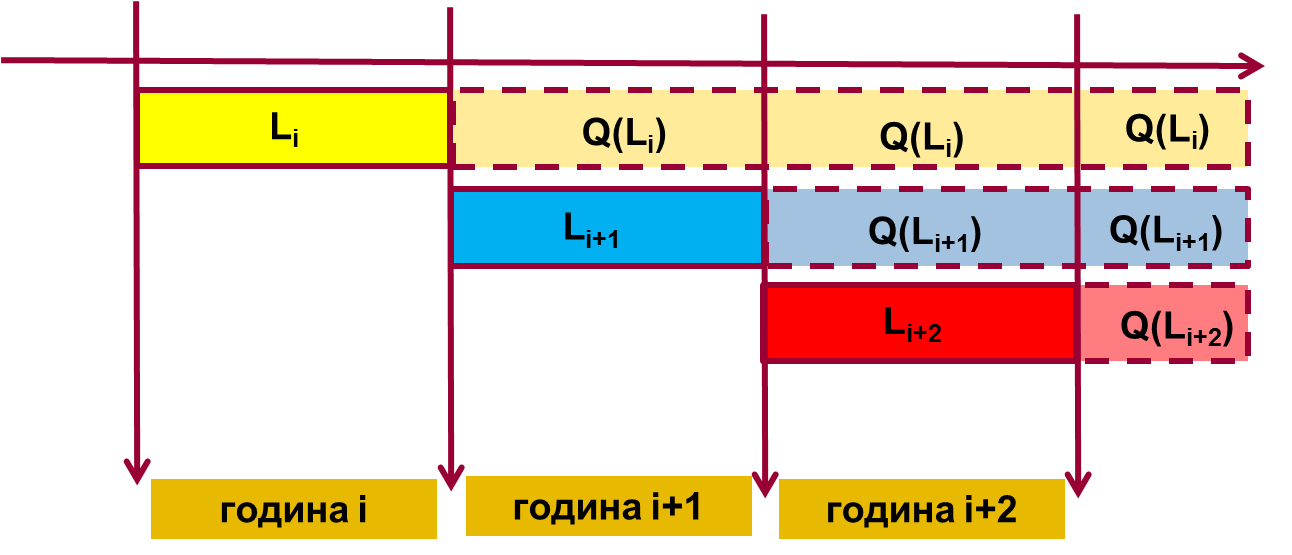 Li Q(Li) Q(Li) Q(Li)
Li+1 Q(Li+1) Q(Li+1)
Li+2 Q(Li+2)
година i година i+1 година i+2